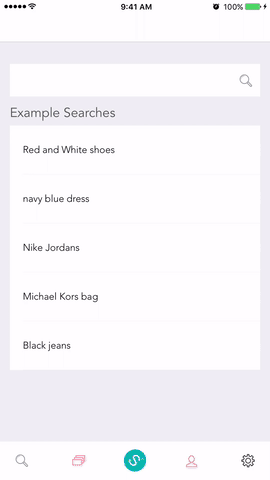 9:41 AM
100%
Example Searches
Red and White shoes
navy blue dress
Nike Jordans
Michael Kors bag
Black jeans